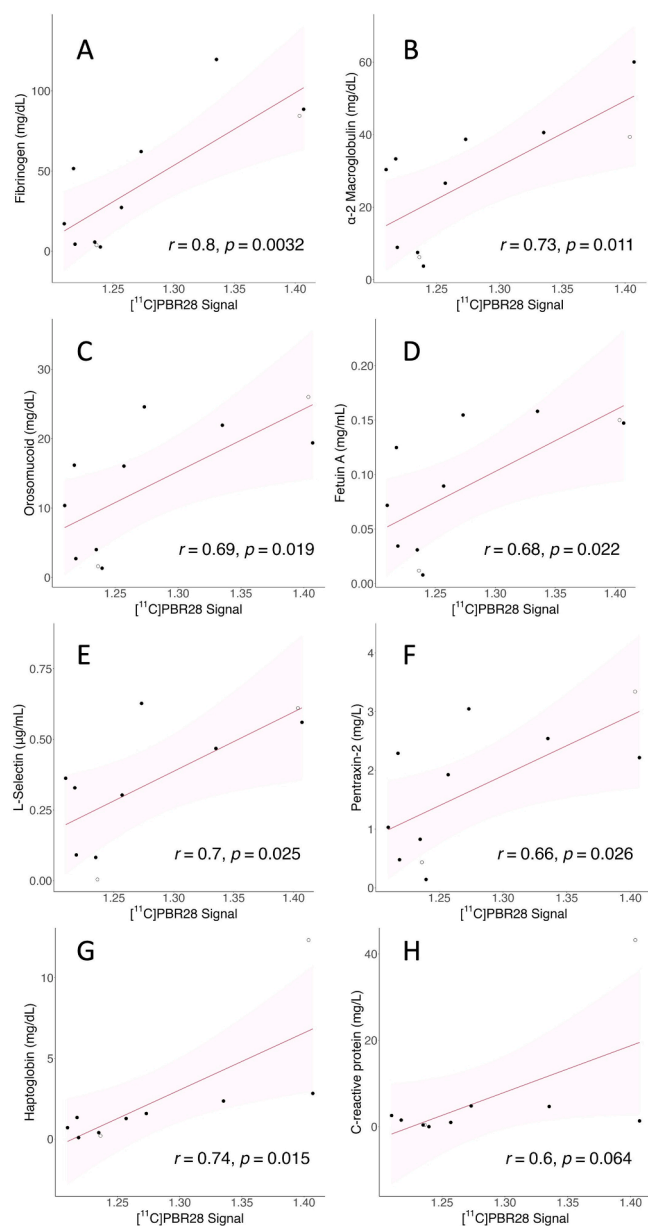 A
Fibrinogen (mg/dL)
100
50
0
r = 0.8, p = 0.0032
1.25 1.30 1.35 1.40
[¹¹C]PBR28 Signal
B
α-2 Macroglobulin (mg/dL)
60
40
20
0
r = 0.73, p = 0.011
1.25 1.30 1.35 1.40
[¹¹C]PBR28 Signal
C
Orosomucoid (mg/dL)
30
20
10
0
r = 0.69, p = 0.019
1.25 1.30 1.35 1.40
[¹¹C]PBR28 Signal
D
Fetuin A (mg/mL)
0.20
0.15
0.10
0.05
0.00
r = 0.68, p = 0.022
1.25 1.30 1.35 1.40
[¹¹C]PBR28 Signal
E
L-Selectin (µg/mL)
0.75
0.50
0.25
0.00
r = 0.7, p = 0.025
1.25 1.30 1.35 1.40
[¹¹C]PBR28 Signal
F
Pentraxin-2 (mg/L)
4
3
2
1
0
r = 0.66, p = 0.026
1.25 1.30 1.35 1.40
[¹¹C]PBR28 Signal
G
Haptoglobin (mg/dL)
10
5
0
r = 0.74, p = 0.015
1.25 1.30 1.35 1.40
[¹¹C]PBR28 Signal
H
C-reactive protein (mg/L)
40
20
0
r = 0.6, p = 0.064
1.25 1.30 1.35 1.40
[¹¹C]PBR28 Signal